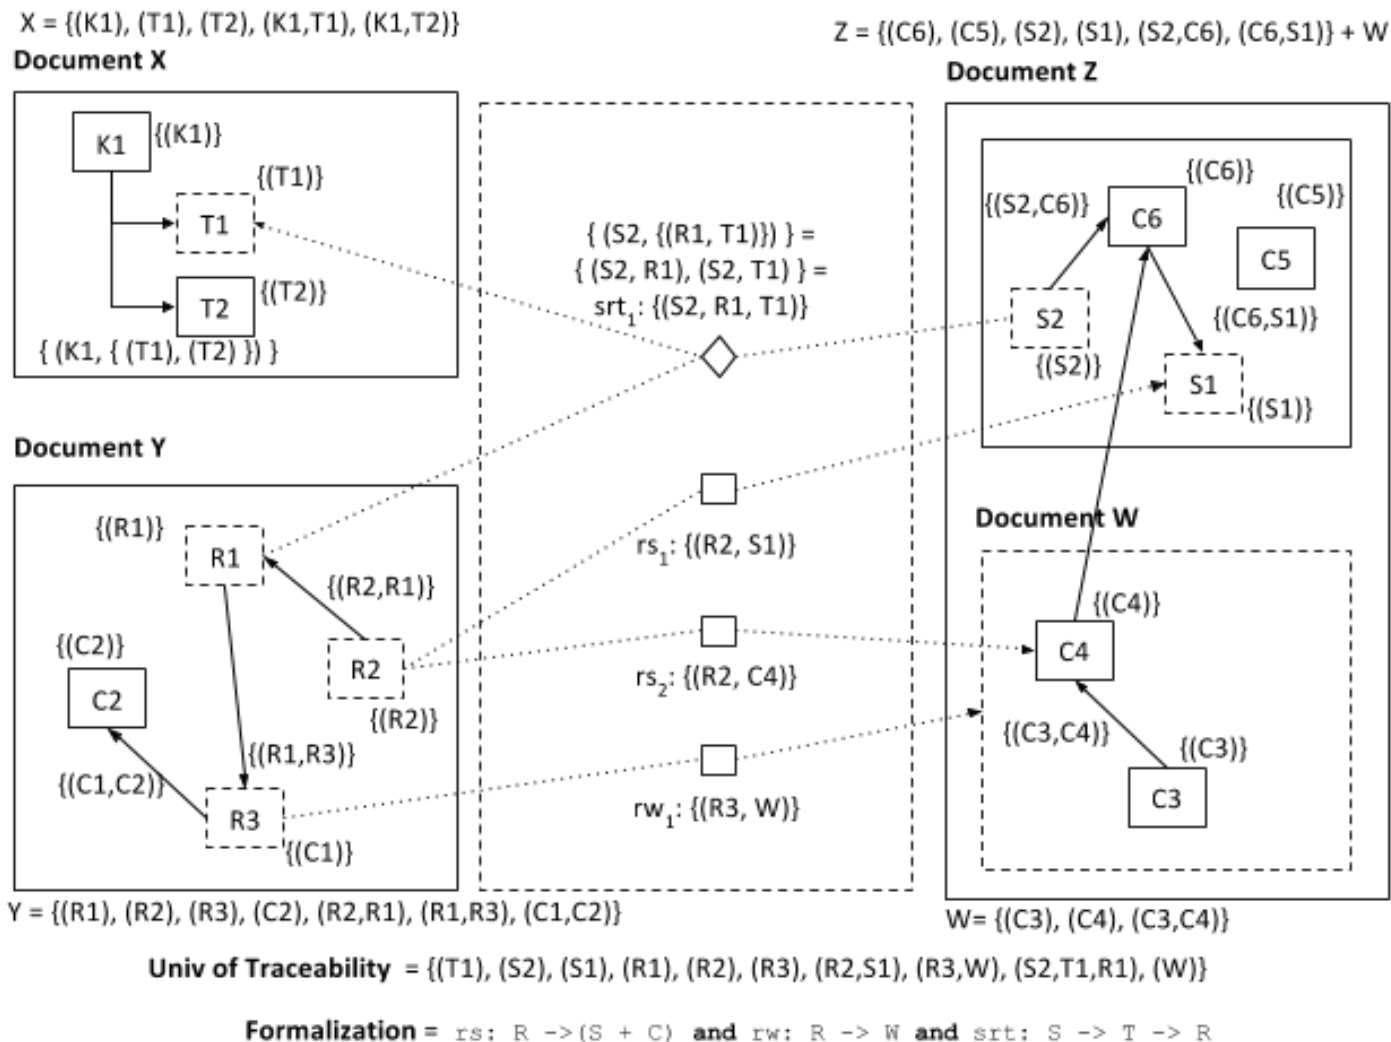 X = {(K1), (T1), (T2), (K1,T1), (K1,T2)}
Document X
K1
{(K1)}
{(T1)}
T1
{(T2)}
T2
{ (K1, { (T1), (T2) }) }
Document Y
{(R1)}
R1
{(R2,R1)}
{(C2)}
R2
C2
{(R2)}
{(R1,R3)}
{(C1,C2)}
R3
{(C1)}
Y = {(R1), (R2), (R3), (C2), (R2,R1), (R1,R3), (C1,C2)}
{ (S2, {(R1, T1)}) } =
{ (S2, R1), (S2, T1) } =
srt1: {(S2, R1, T1)}
rs1: {(R2, S1)}
rs2: {(R2, C4)}
rw1: {(R3, W)}
Z = {(C6), (C5), (S2), (S1), (S2,C6), (C6,S1)} + W
Document Z
{(C6)}
{(S2,C6)}
{(C5)}
C6
C5
S2
{(C6,S1)}
{(S2)}
S1
{(S1)}
Document W
{(C4)}
C4
{(C3,C4)}
{(C3)}
C3
W= {(C3), (C4), (C3,C4)}
Univ of Traceability = {(T1), (S2), (S1), (R1), (R2), (R3), (R2,S1), (R3,W), (S2,T1,R1), (W)}
Formalization = rs: R ->(S + C) and rw: R -> W and srt: S -> T -> R